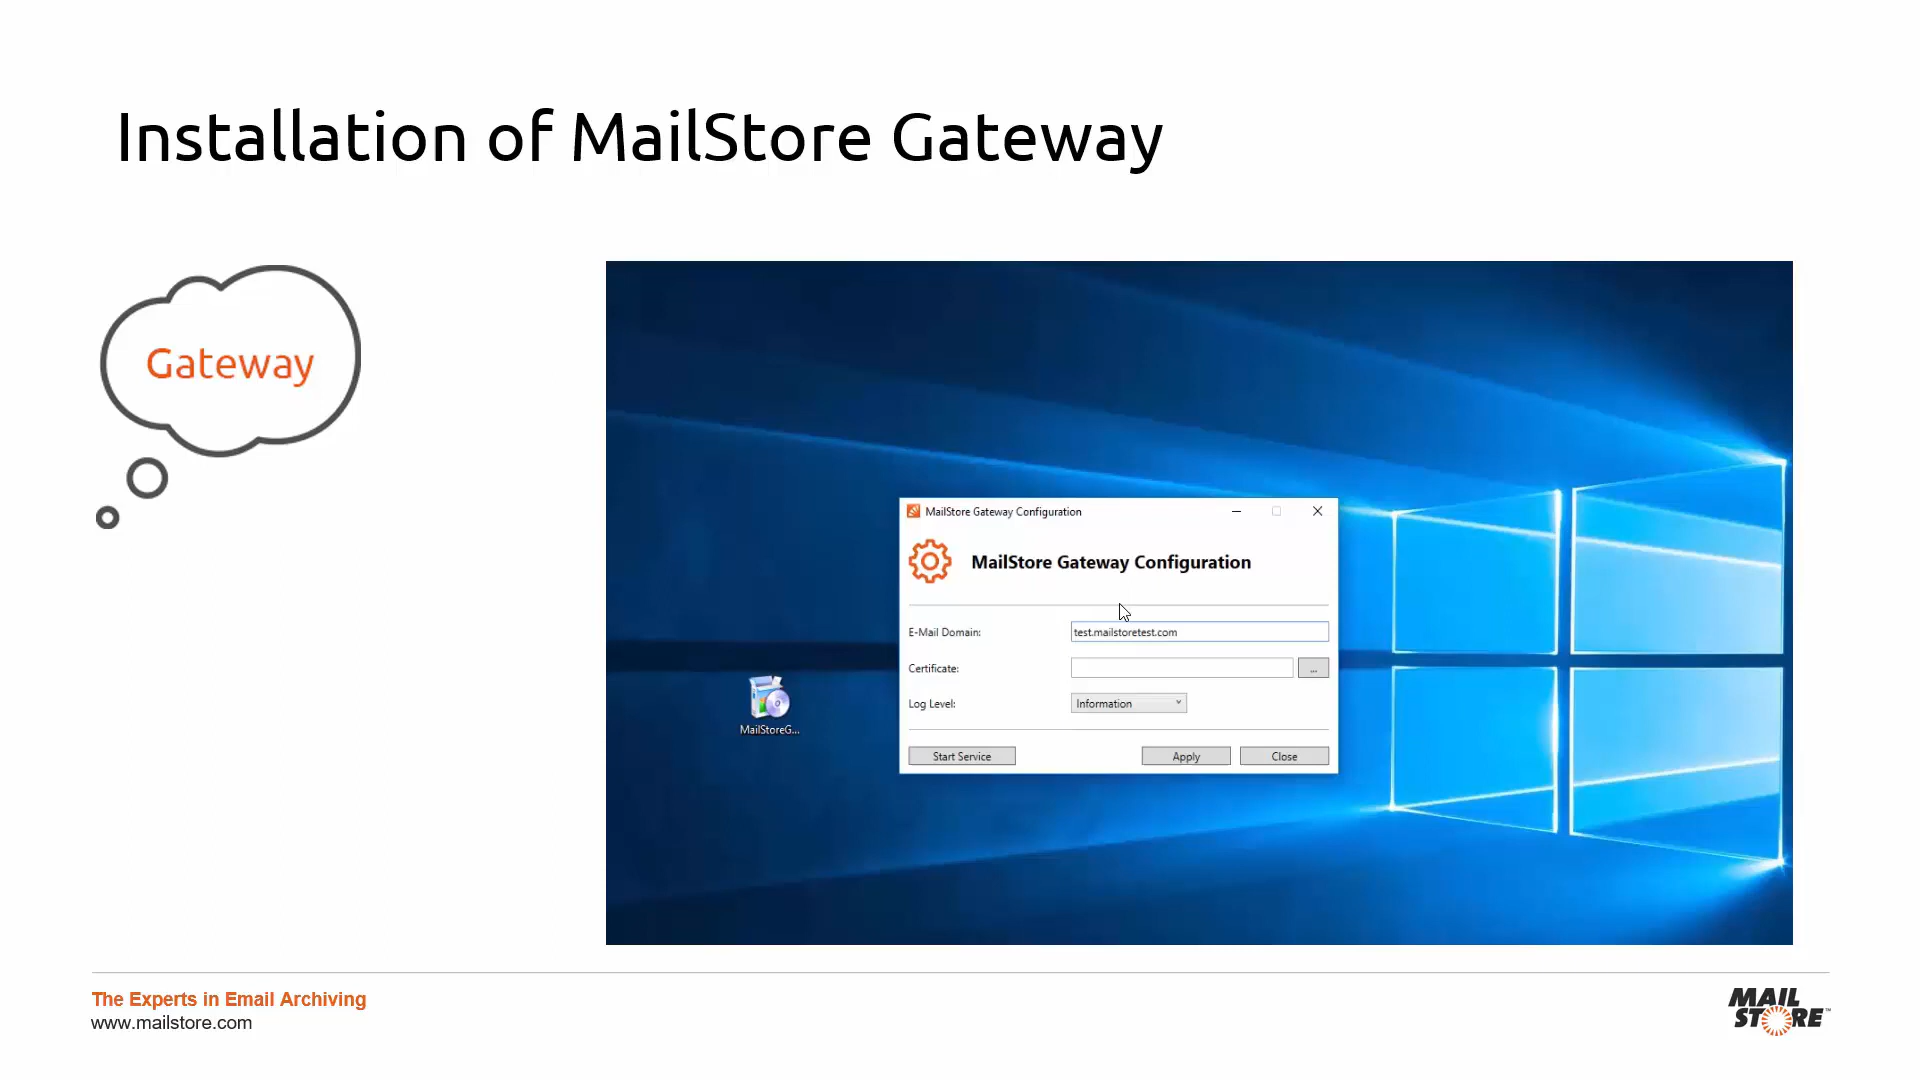 Installation of MailStore Gateway
Gateway
MailStore Gateway Configuration
MailStore Gateway Configuration
E-Mail Domain: test.mailstoretest.com
Certificate: ...
Log Level: Information
MailStoreG...
Start Service Apply Close
The Experts in Email Archiving
www.mailstore.com
MAIL
STORE™